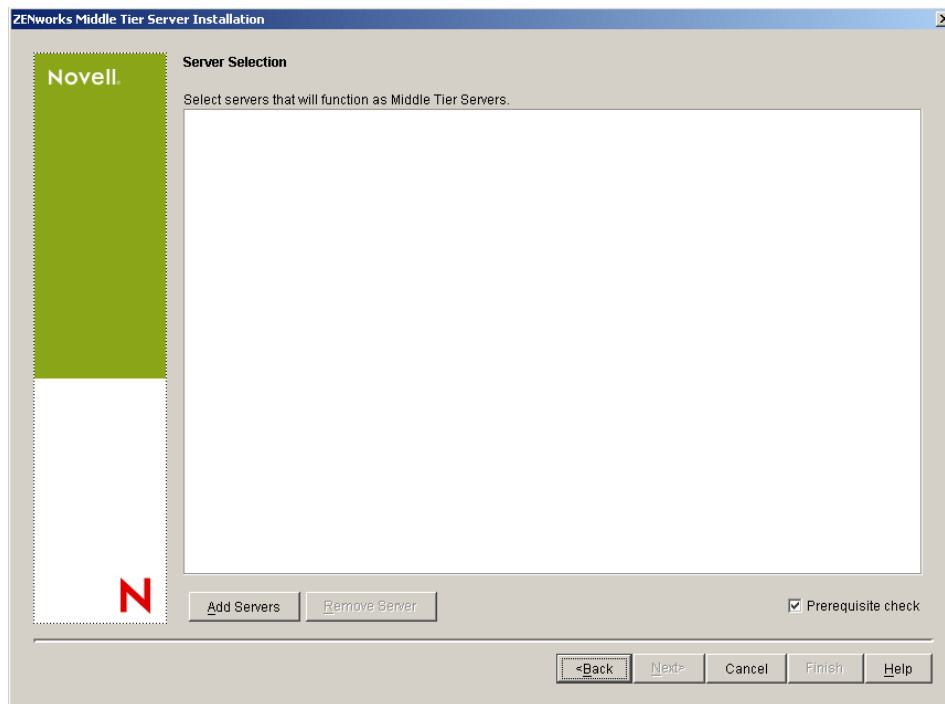 ZENworks Middle Tier Server Installation
Novell.
Server Selection
Select servers that will function as Middle Tier Servers.
N
Add Servers
Remove Server
Prerequisite check
<Back
Next>
Cancel
Finish
Help